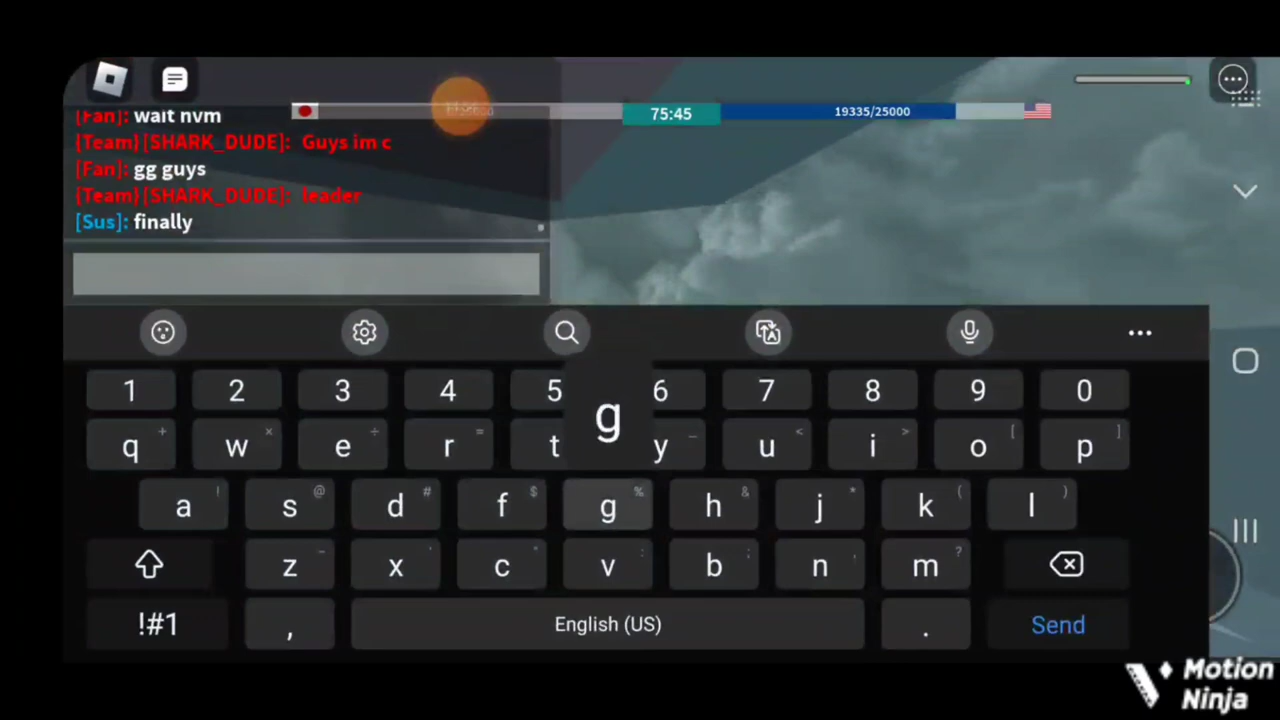 [Fan]: wait nvm
75:45
19335/25000
[Team] [SHARK_DUDE]: Guys im c
[Fan]: gg guys
[Team] [SHARK_DUDE]: leader
[Sus]: finally
1 2 3 4 5 6 7 8 9 0
g
q + w × e ÷ r = t y _ u < i > o [ p ]
a ! s @ d # f $ g % h & j * k ( l )
z - x ' c " v : b ; n , m ?
!#1 , English (US) . Send
Motion
Ninja